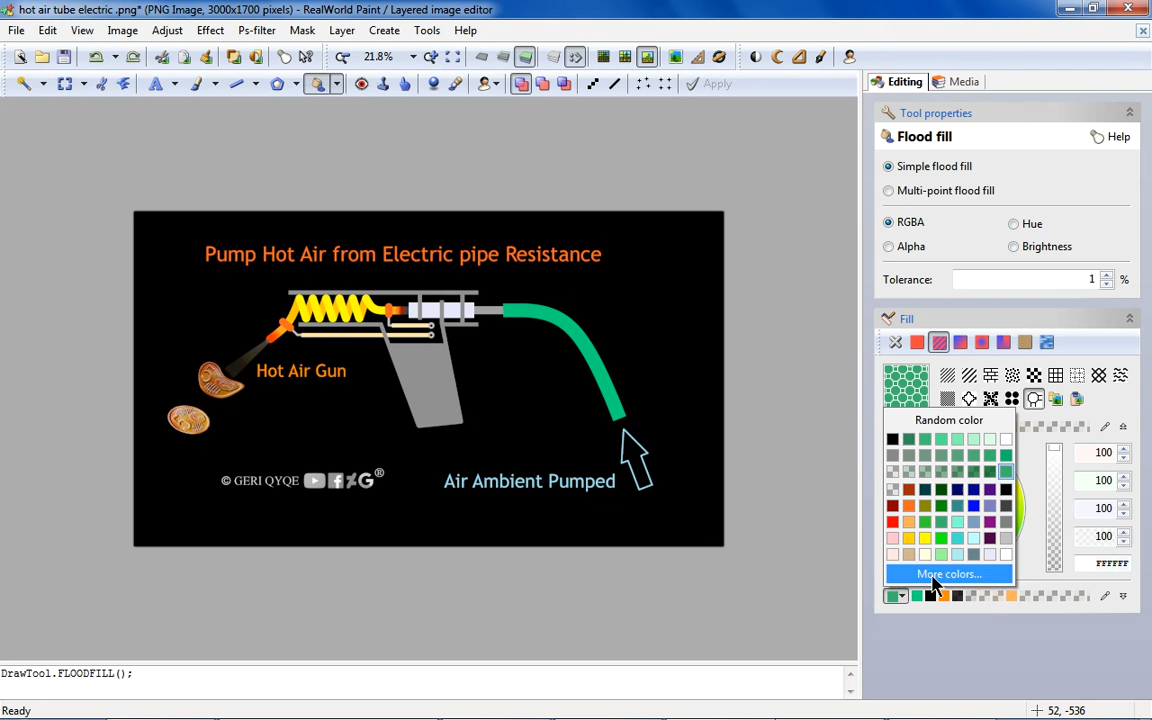 hot air tube electric .png* (PNG Image, 3000x1700 pixels) - RealWorld Paint / Layered image editor
File Edit View Image Adjust Effect Ps-filter Mask Layer Create Tools Help
21.8%
Apply
Editing Media
Tool properties
Flood fill Help
Simple flood fill
Multi-point flood fill
RGBA Hue
Alpha Brightness
Tolerance: 1 %
Fill
Random color
100
100
100
100
FFFFFF
More colors...
Pump Hot Air from Electric pipe Resistance
Hot Air Gun
© GERI QYQE ®
Air Ambient Pumped
DrawTool.FLOODFILL();
Ready 52, -536